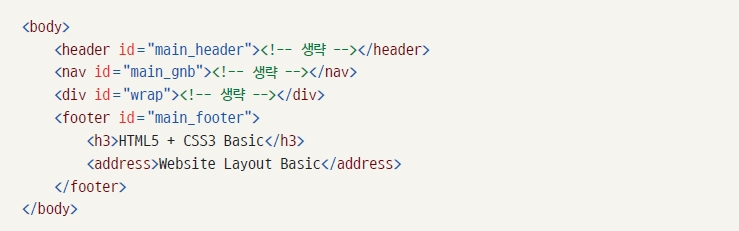 <body>
<header id="main_header"><!-- 생략 --></header>
<nav id="main_gnb"><!-- 생략 --></nav>
<div id="wrap"><!-- 생략 --></div>
<footer id="main_footer">
<h3>HTML5 + CSS3 Basic</h3>
<address>Website Layout Basic</address>
</footer>
</body>